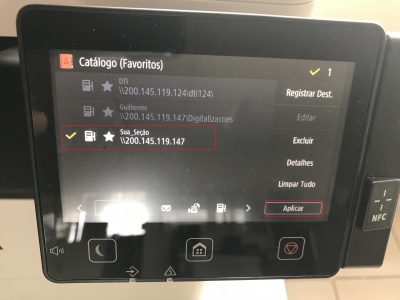 Catálogo (Favoritos)
1
DTI
\\200.145.119.124\dti124\
Registrar Dest.
Guilherme
\\200.145.119.147\Digitalizacoes
Editar
Sua_Seção
\\200.145.119.147
Excluir
Detalhes
Limpar Tudo
Aplicar
NFC